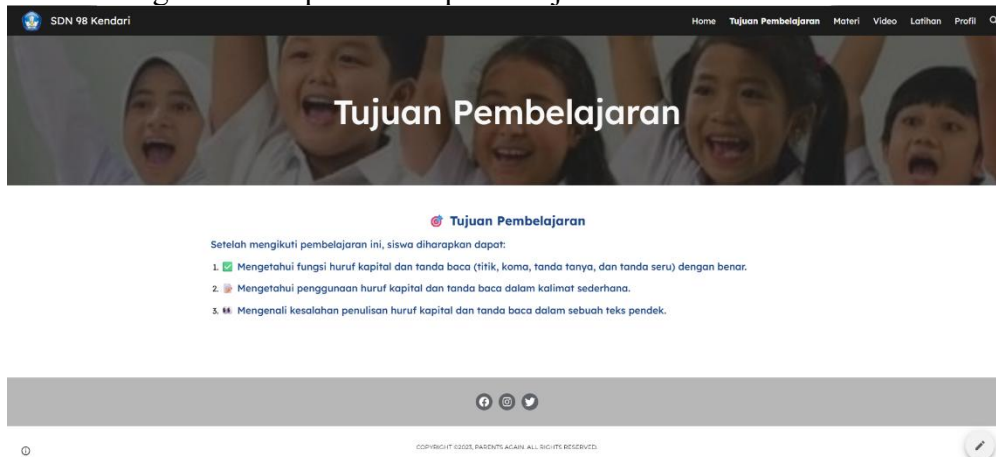 SDN 98 Kendari
Home Tujuan Pembelajaran Materi Video Latihan Profil
Tujuan Pembelajaran
🎯 Tujuan Pembelajaran
Setelah mengikuti pembelajaran ini, siswa diharapkan dapat:
1. ✅ Mengetahui fungsi huruf kapital dan tanda baca (titik, koma, tanda tanya, dan tanda seru) dengan benar.
2. 📝 Mengetahui penggunaan huruf kapital dan tanda baca dalam kalimat sederhana.
3. Mengenali kesalahan penulisan huruf kapital dan tanda baca dalam sebuah teks pendek.
COPYRIGHT ©2023, PARENTS AGAIN. ALL RIGHTS RESERVED.